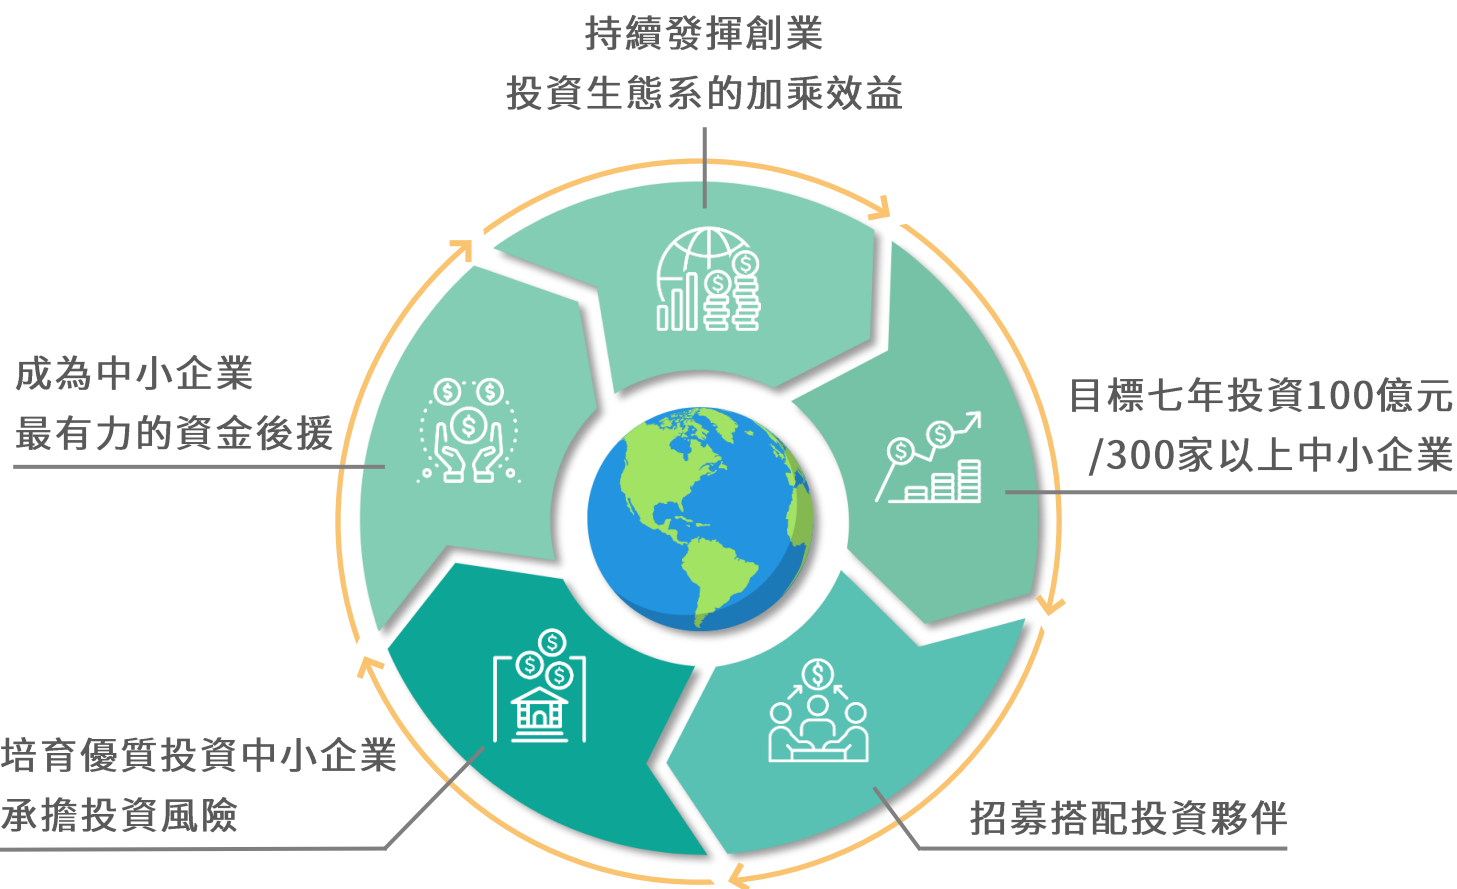 持續發揮創業
投資生態系的加乘效益
目標七年投資100億元
/300家以上中小企業
招募搭配投資夥伴
培育優質投資中小企業
承擔投資風險
成為中小企業
最有力的資金後援